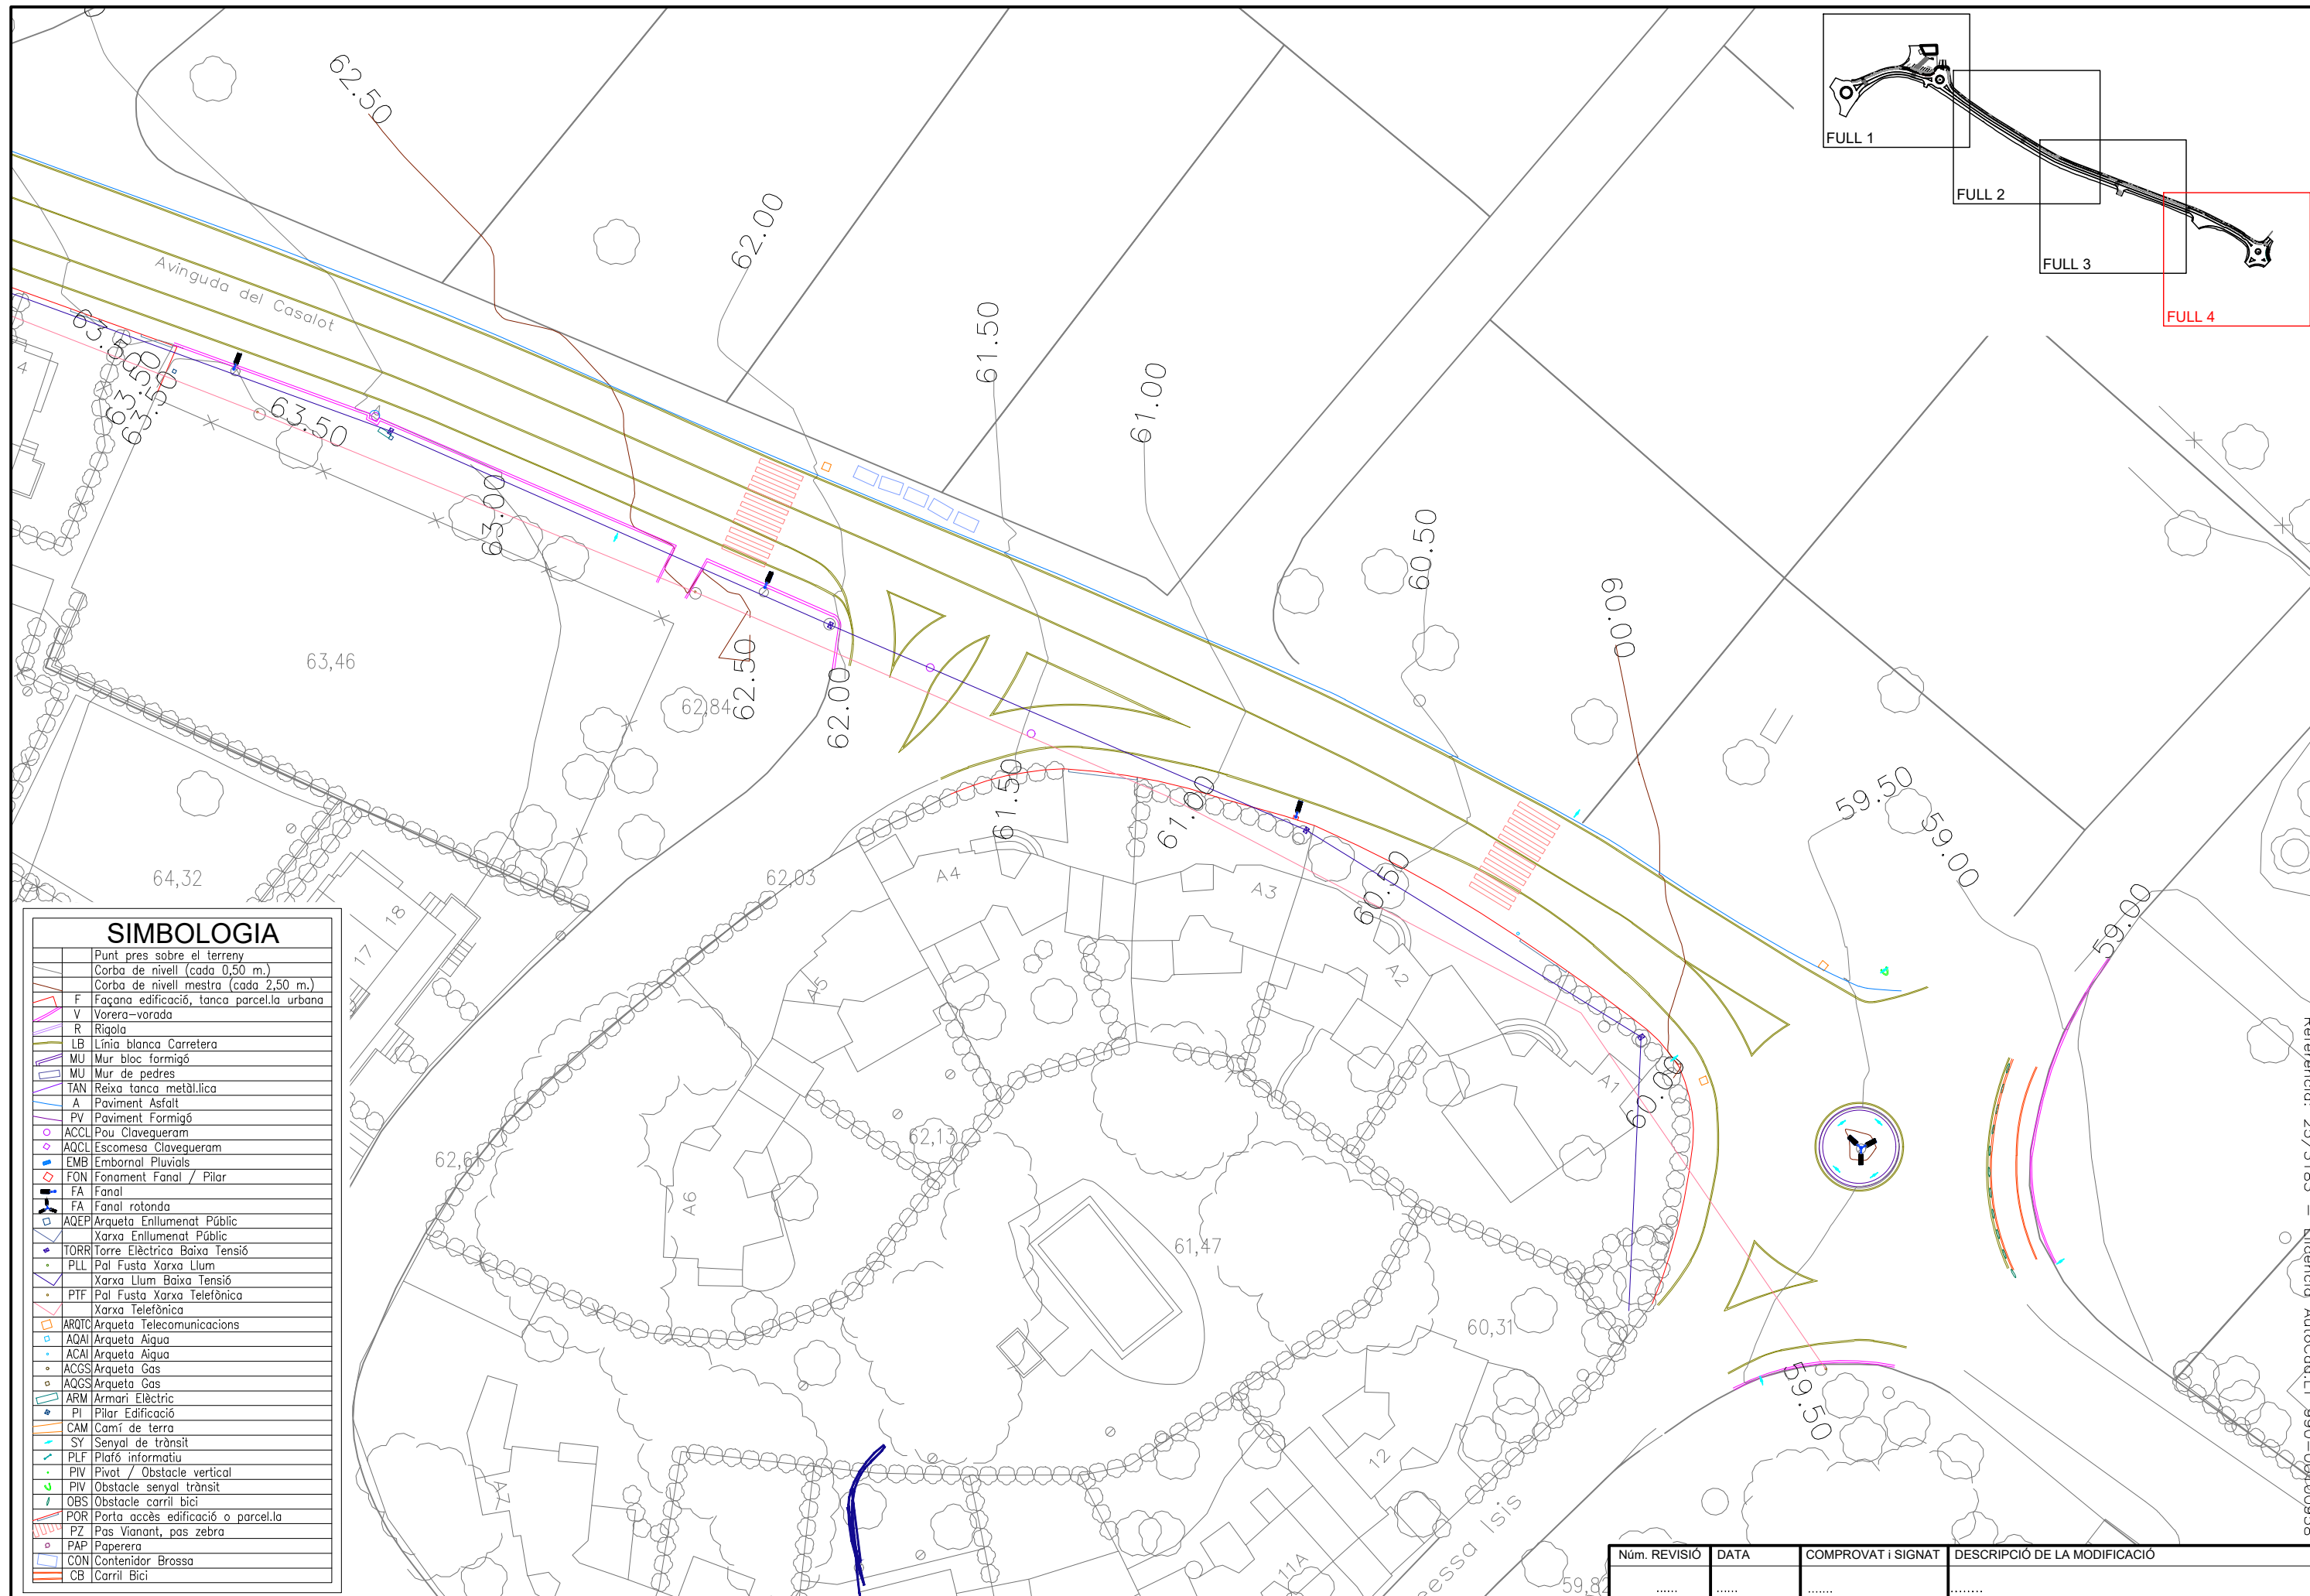 62.50
62.00
61.50
61.00
60.50
60.00
59.50
59.00
59.00
FULL 1
FULL 2
FULL 3
FULL 4
Avinguda del Casalot
4
63.50
63.50
63.50
63.00
62.50
62.00
61.50
61.00
60.50
60.00
59.50
63,46
62,84
64,32
62,03
62,13
62,61
61,47
60,31
A4
A3
A5
A2
A1
A6
A7
17
18
12
11A
essa Isis
SIMBOLOGIA
Punt pres sobre el terreny
Corba de nivell (cada 0,50 m.)
Corba de nivell mestra (cada 2,50 m.)
F Façana edificació, tanca parcel.la urbana
V Vorera-vorada
R Rigola
LB Línia blanca Carretera
MU Mur bloc formigó
MU Mur de pedres
TAN Reixa tanca metàl.lica
A Paviment Asfalt
PV Paviment Formigó
ACCL Pou Clavegueram
AQCL Escomesa Clavegueram
EMB Embornal Pluvials
FON Fonament Fanal / Pilar
FA Fanal
FA Fanal rotonda
AQEP Arqueta Enllumenat Públic
Xarxa Enllumenat Públic
TORR Torre Elèctrica Baixa Tensió
PLL Pal Fusta Xarxa Llum
Xarxa Llum Baixa Tensió
PTF Pal Fusta Xarxa Telefònica
Xarxa Telefònica
ARQTC Arqueta Telecomunicacions
AQAI Arqueta Aigua
ACAI Arqueta Aigua
ACGS Arqueta Gas
AQGS Arqueta Gas
ARM Armari Elèctric
PI Pilar Edificació
CAM Camí de terra
SY Senyal de trànsit
PLF Plafó informatiu
PIV Pivot / Obstacle vertical
PIV Obstacle senyal trànsit
OBS Obstacle carril bici
POR Porta accès edificació o parcel.la
PZ Pas Vianant, pas zebra
PAP Paperera
CON Contenidor Brossa
CB Carril Bici
Núm. REVISIÓ DATA COMPROVAT i SIGNAT DESCRIPCIÓ DE LA MODIFICACIÓ
...... ...... ....... ........